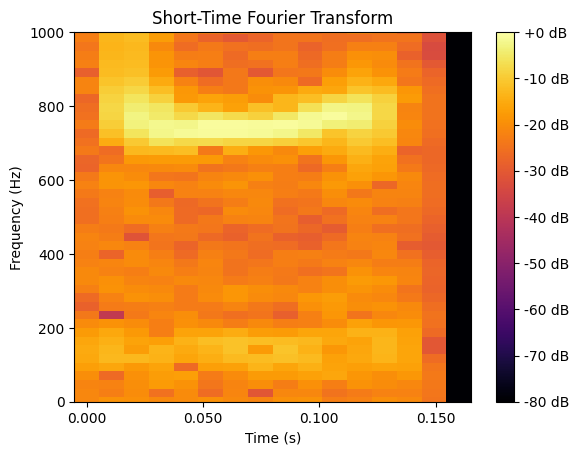 Short-Time Fourier Transform
1000
800
600
400
200
0
Frequency (Hz)
0.000
0.050
0.100
0.150
Time (s)
+0 dB
-10 dB
-20 dB
-30 dB
-40 dB
-50 dB
-60 dB
-70 dB
-80 dB